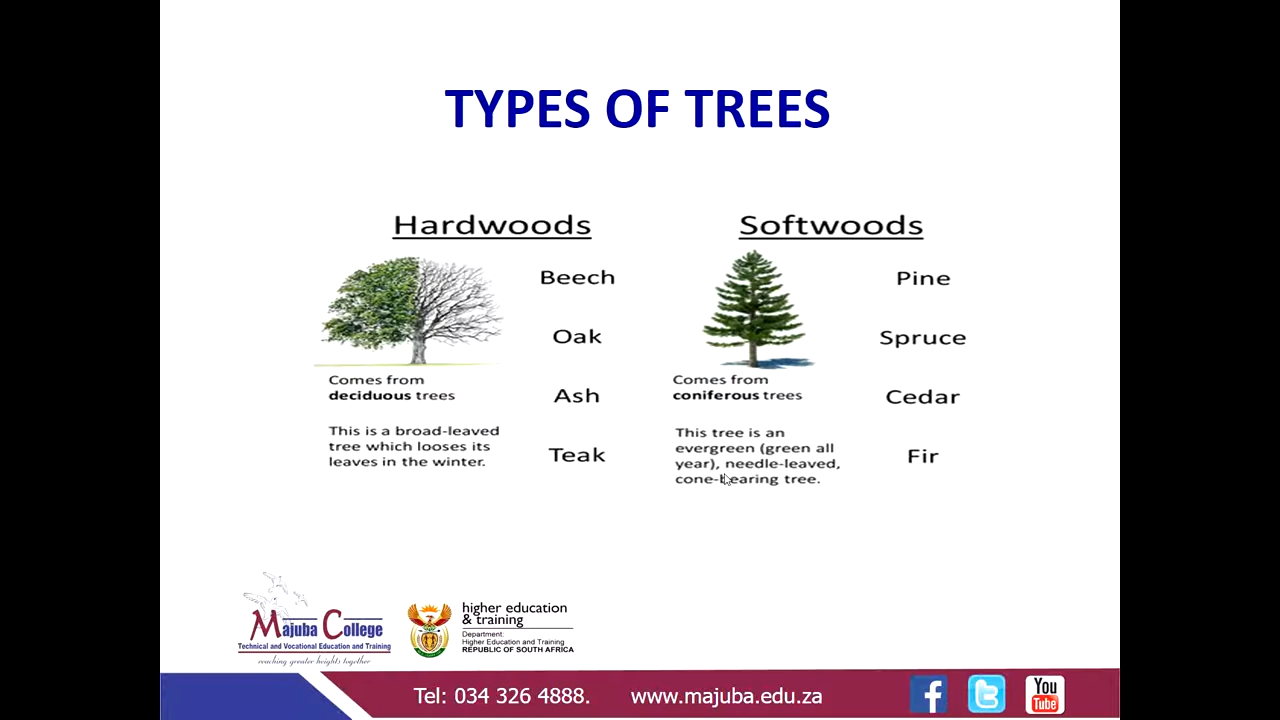 TYPES OF TREES
Hardwoods
Beech
Oak
Ash
Teak
Comes from
deciduous trees
This is a broad-leaved
tree which looses its
leaves in the winter.
Softwoods
Pine
Spruce
Cedar
Fir
Comes from
coniferous trees
This tree is an
evergreen (green all
year), needle-leaved,
cone-bearing tree.
Majuba College
Technical and Vocational Education and Training
reaching greater heights together
higher education
& training
Department:
Higher Education and Training
REPUBLIC OF SOUTH AFRICA
Tel: 034 326 4888. www.majuba.edu.za
You
Tube